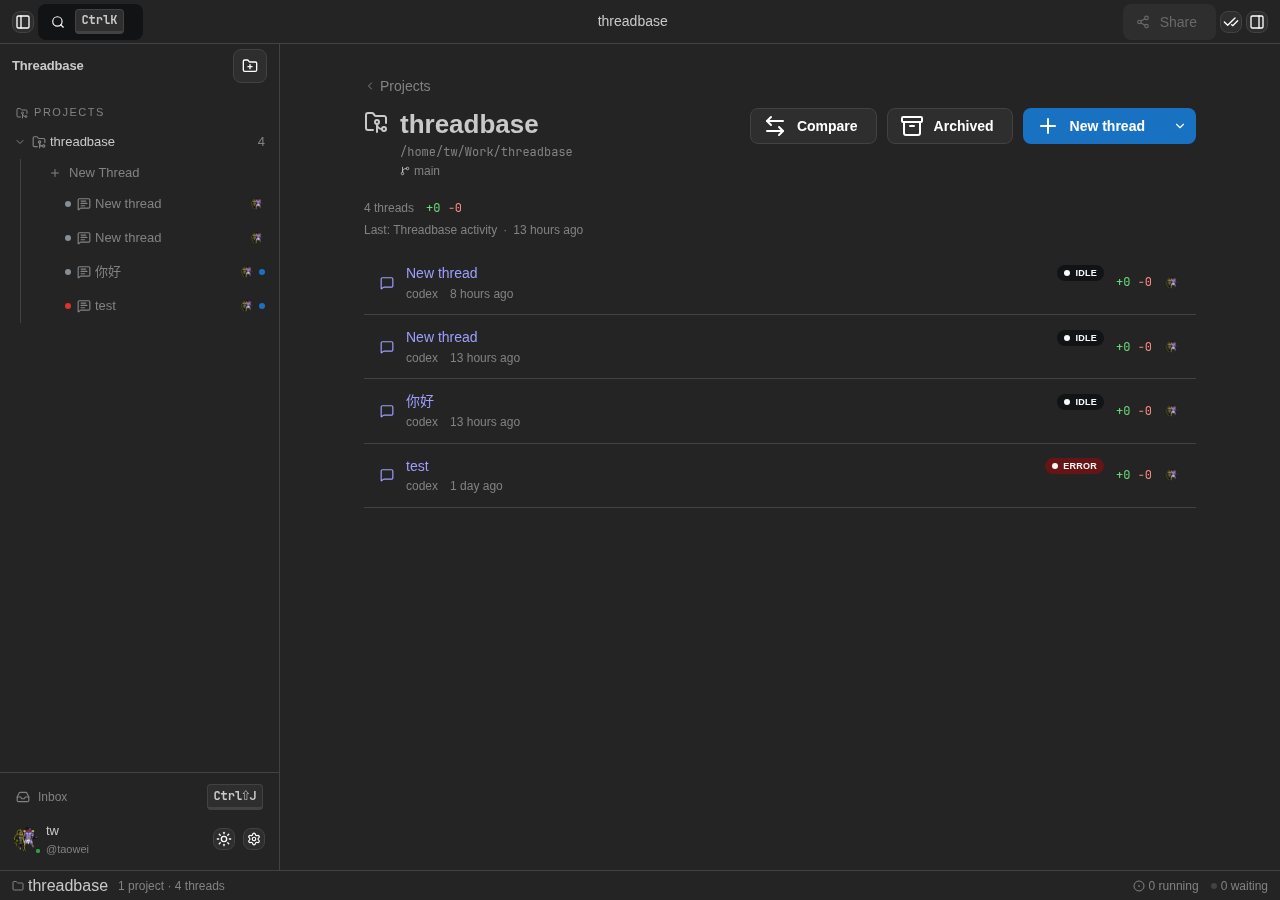 CtrlK
threadbase
Share
Threadbase
PROJECTS
threadbase 4
New Thread
New thread
New thread
你好
test
Inbox Ctrl⇧J
tw
@taowei
Projects
threadbase
/home/tw/Work/threadbase
main
Compare
Archived
New thread
4 threads +0 -0
Last: Threadbase activity · 13 hours ago
New thread
codex 8 hours ago
IDLE
+0 -0
New thread
codex 13 hours ago
IDLE
+0 -0
你好
codex 13 hours ago
IDLE
+0 -0
test
codex 1 day ago
ERROR
+0 -0
threadbase 1 project · 4 threads
0 running 0 waiting